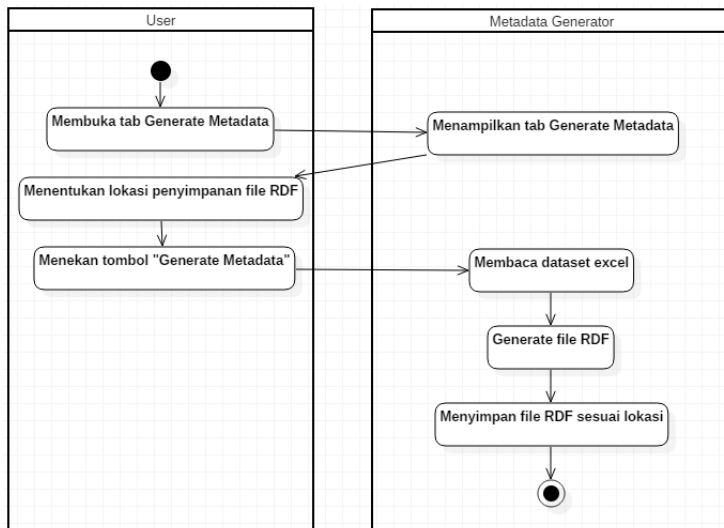 User
Metadata Generator
Membuka tab Generate Metadata
Menampilkan tab Generate Metadata
Menentukan lokasi penyimpanan file RDF
Menekan tombol "Generate Metadata"
Membaca dataset excel
Generate file RDF
Menyimpan file RDF sesuai lokasi